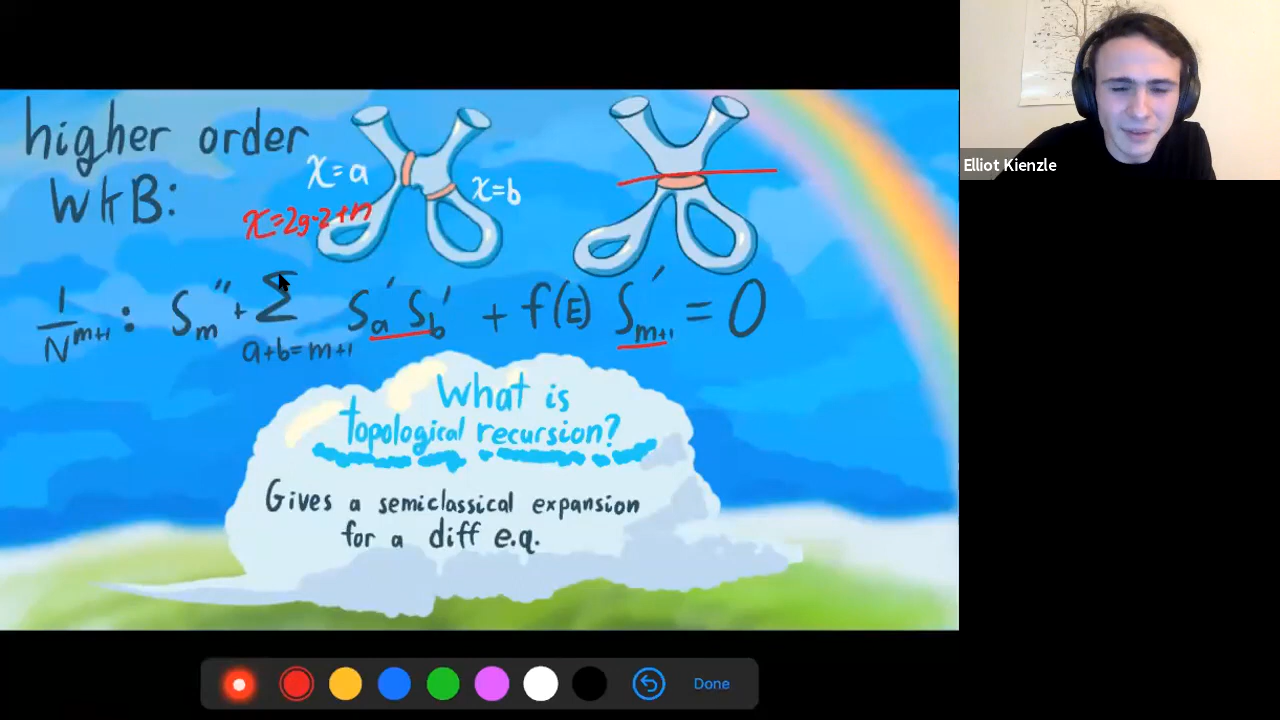 higher order
WKB:
χ=a
χ=b
χ=2g-2+n
1/N^{m+1} : S_m'' + Σ_{a+b=m+1} S_a' S_b' + f(E) S_{m+1}' = 0
What is
topological recursion?
Gives a semiclassical expansion
for a diff e.q.
Elliot Kienzle
Done